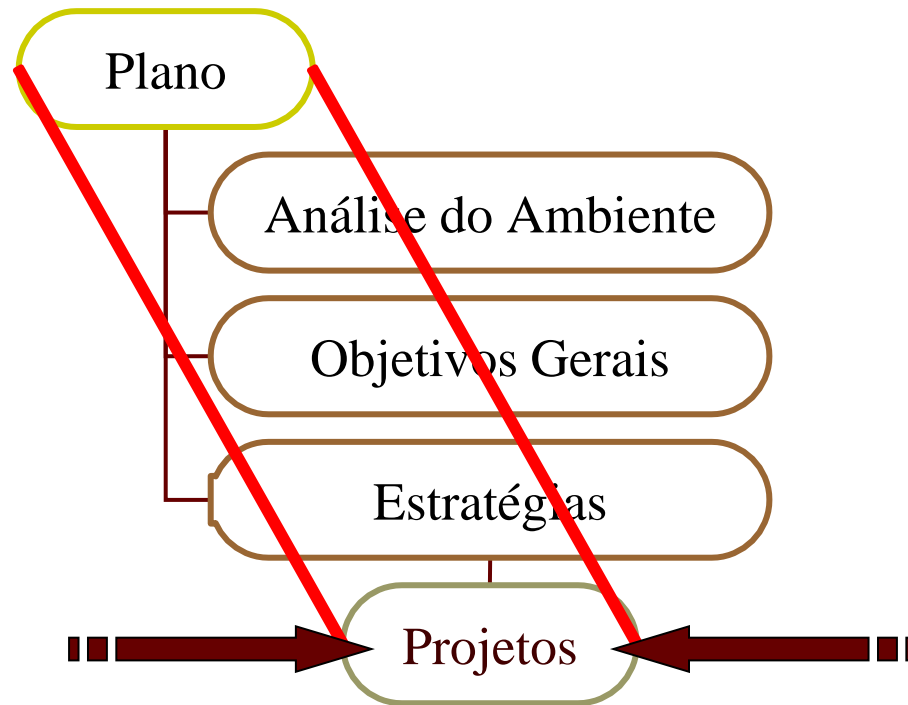 Plano
Análise do Ambiente
Objetivos Gerais
Estratégias
Projetos